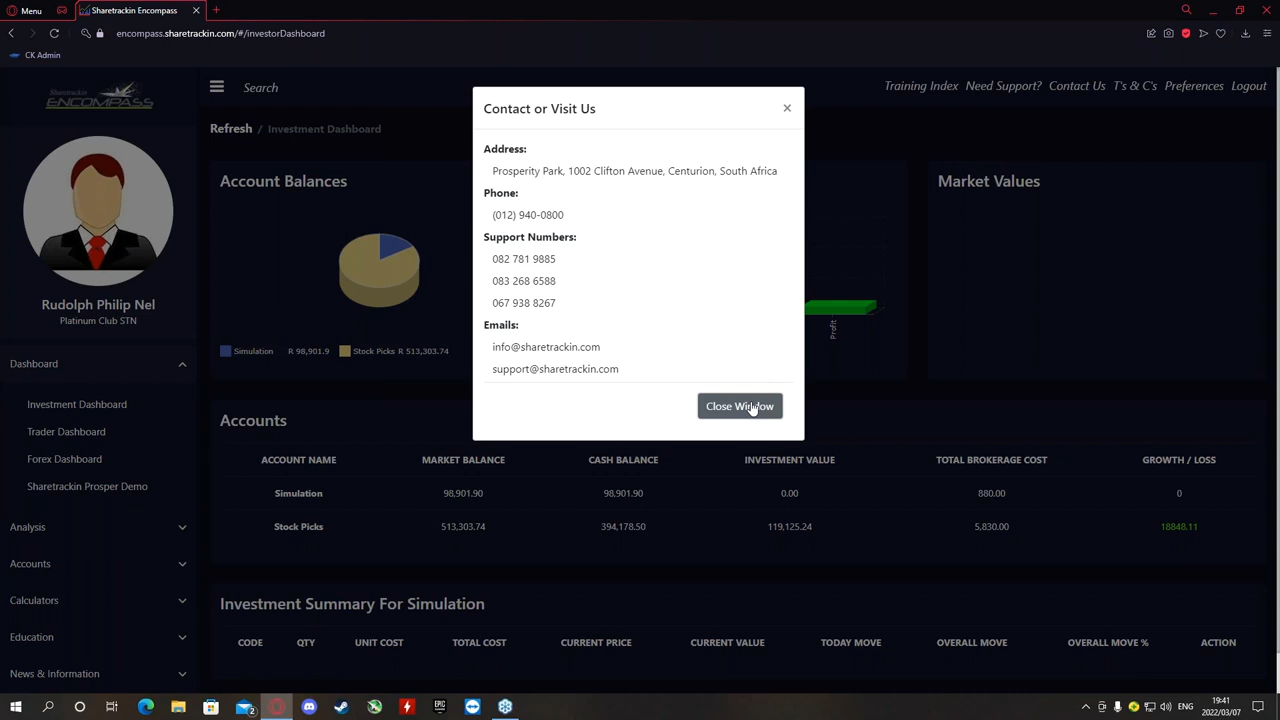 Menu
Sharetrackin Encompass
encompass.sharetrackin.com/#/investorDashboard
CK Admin
Sharetrackin
ENCOMPASS
Search
Training Index Need Support? Contact Us T's & C's Preferences Logout
Refresh / Investment Dashboard
Rudolph Philip Nel
Platinum Club STN
Dashboard
Investment Dashboard
Trader Dashboard
Forex Dashboard
Sharetrackin Prosper Demo
Analysis
Accounts
Calculators
Education
News & Information
Account Balances
Simulation R 98,901.9 Stock Picks R 513,303.74
Contact or Visit Us
Address:
Prosperity Park, 1002 Clifton Avenue, Centurion, South Africa
Phone:
(012) 940-0800
Support Numbers:
082 781 9885
083 268 6588
067 938 8267
Emails:
info@sharetrackin.com
support@sharetrackin.com
Close Window
Profit
Market Values
Accounts
ACCOUNT NAME MARKET BALANCE CASH BALANCE INVESTMENT VALUE TOTAL BROKERAGE COST GROWTH / LOSS
Simulation 98,901.90 98,901.90 0.00 880.00 0
Stock Picks 513,303.74 394,178.50 119,125.24 5,830.00 18848.11
Investment Summary For Simulation
CODE QTY UNIT COST TOTAL COST CURRENT PRICE CURRENT VALUE TODAY MOVE OVERALL MOVE OVERALL MOVE % ACTION
2
EPIC
19:41
2022/03/07